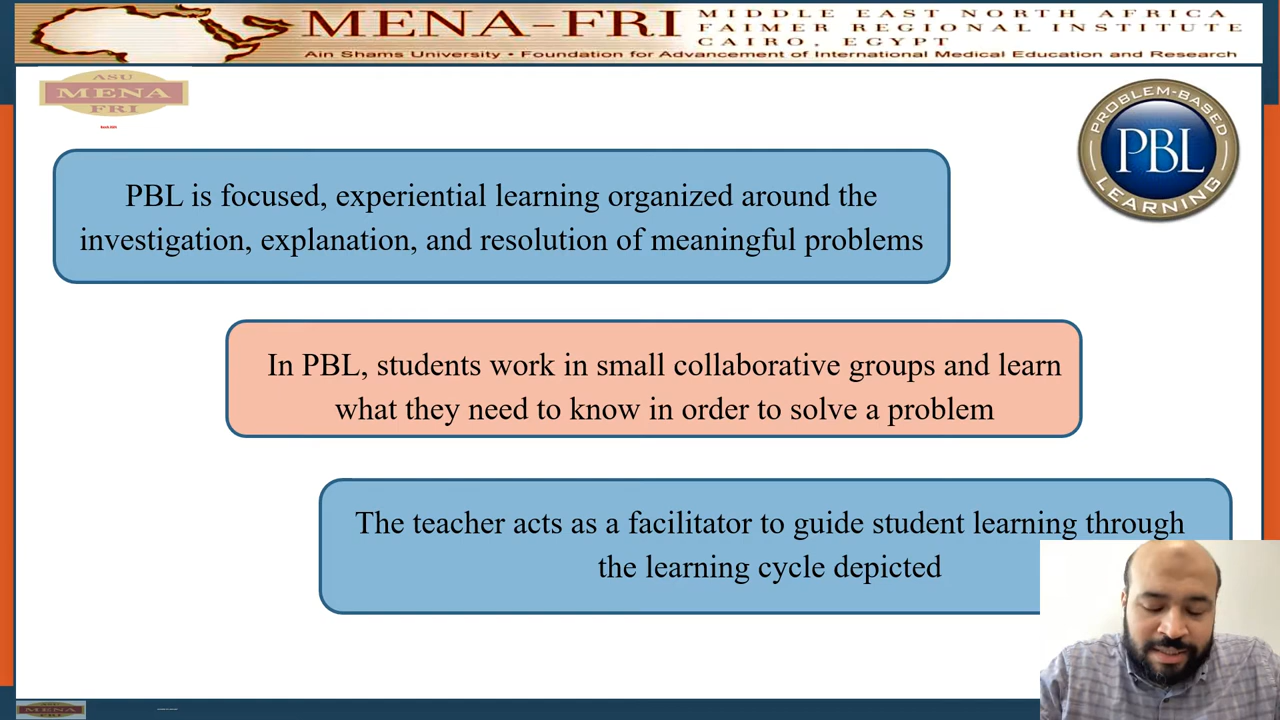 MENA-FRI
MIDDLE EAST NORTH AFRICA
FAIMER REGIONAL INSTITUTE
CAIRO, EGYPT
Ain Shams University • Foundation for Advancement of International Medical Education and Research
ASU
MENA
FRI
PROBLEM-BASED
PBL
LEARNING
PBL is focused, experiential learning organized around the
investigation, explanation, and resolution of meaningful problems
In PBL, students work in small collaborative groups and learn
what they need to know in order to solve a problem
The teacher acts as a facilitator to guide student learning through
the learning cycle depicted
ASU
MENA
FRI